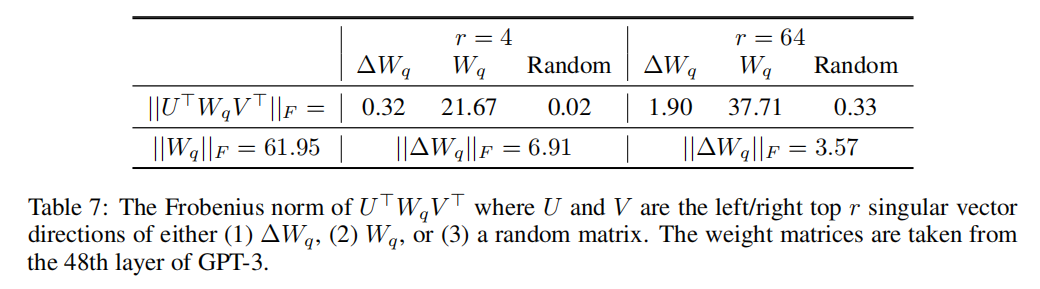 r = 4 r = 64
ΔW_q W_q Random ΔW_q W_q Random
||U^⊤W_qV^⊤||_F = 0.32 21.67 0.02 1.90 37.71 0.33
||W_q||_F = 61.95 ||ΔW_q||_F = 6.91 ||ΔW_q||_F = 3.57
Table 7: The Frobenius norm of U^⊤W_qV^⊤ where U and V are the left/right top r singular vector
directions of either (1) ΔW_q, (2) W_q, or (3) a random matrix. The weight matrices are taken from
the 48th layer of GPT-3.